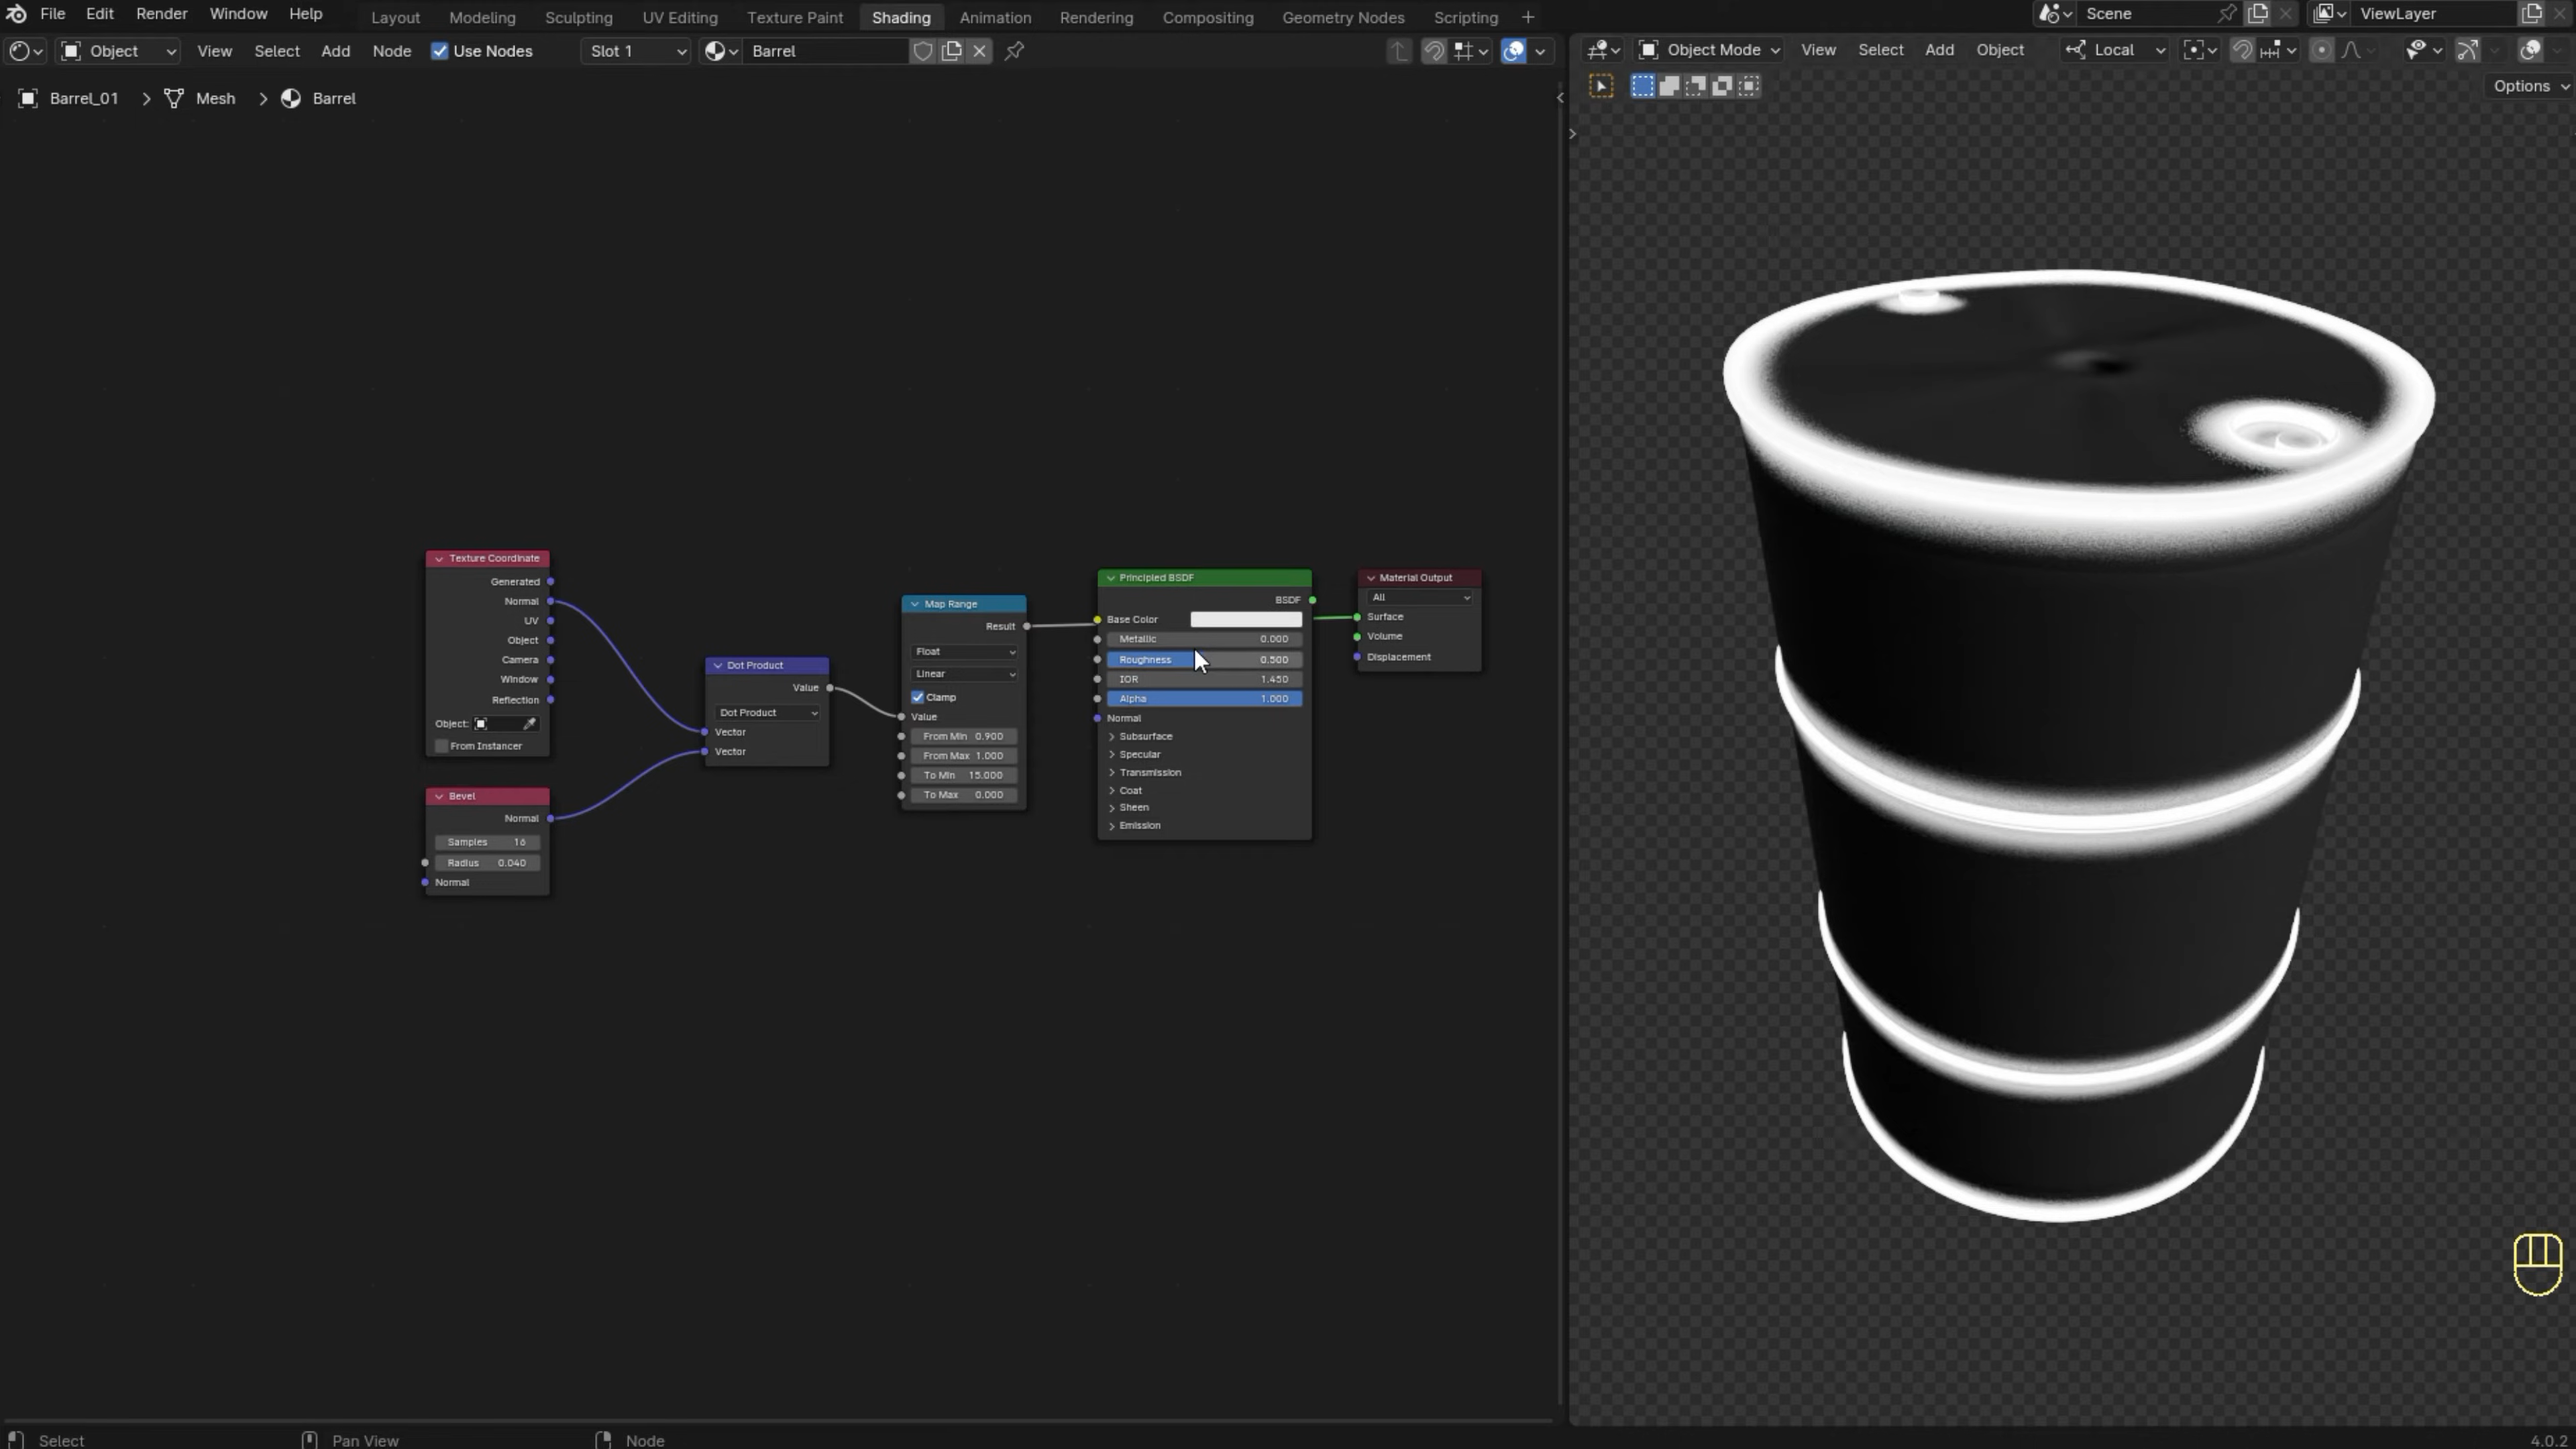 File Edit Render Window Help Layout Modeling Sculpting UV Editing Texture Paint Shading Animation Rendering Compositing Geometry Nodes Scripting + Scene ViewLayer
Object View Select Add Node Use Nodes Slot 1 Barrel Object Mode View Select Add Object Local
Options
Barrel_01 > Mesh > Barrel
Texture Coordinate
Generated
Normal
UV
Object
Camera
Window
Reflection
Object:
From Instancer
Bevel
Normal
Samples 16
Radius 0.040
Normal
Dot Product
Value
Dot Product
Vector
Vector
Map Range
Result
Float
Linear
Clamp
Value
From Min 0.900
From Max 1.000
To Min 15.000
To Max 0.000
Principled BSDF
BSDF
Base Color
Metallic 0.000
Roughness 0.500
IOR 1.450
Alpha 1.000
Normal
Subsurface
Specular
Transmission
Coat
Sheen
Emission
Material Output
All
Surface
Volume
Displacement
Select Pan View Node 4.0.2